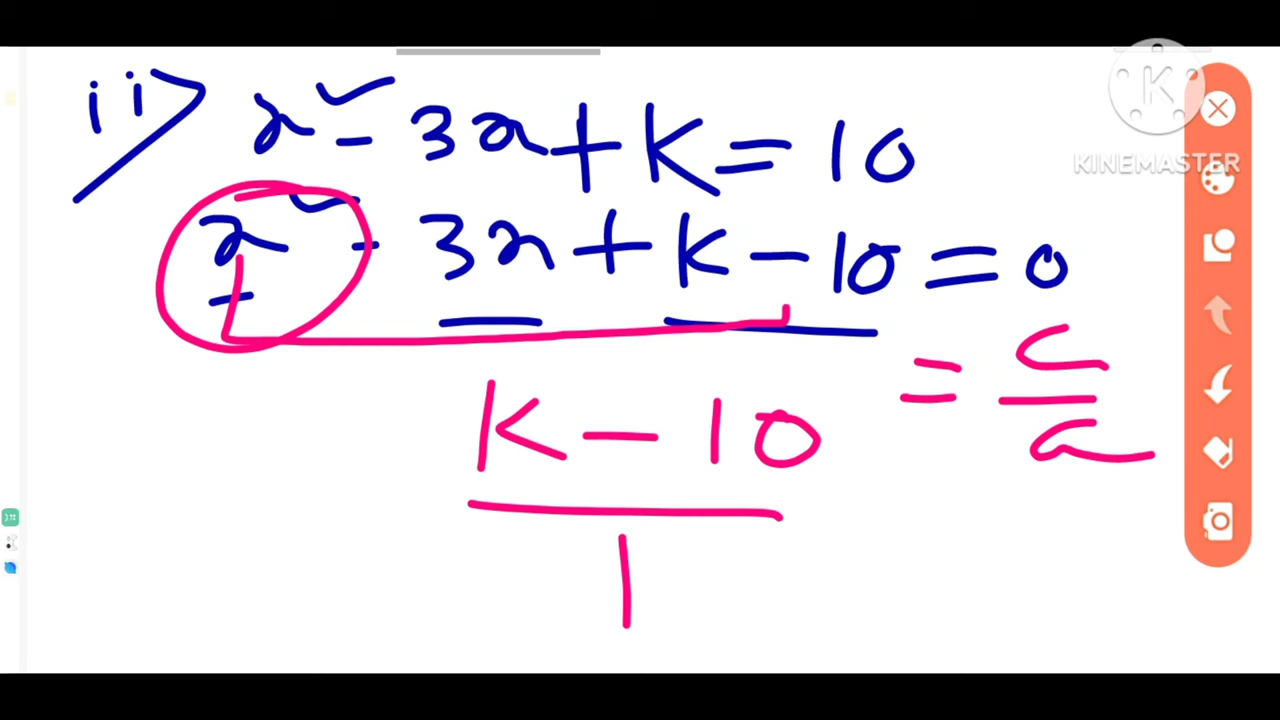 ii> x² - 3x + K = 10
x² - 3x + K - 10 = 0
K - 10 / 1 = c / a
K
KINEMASTER